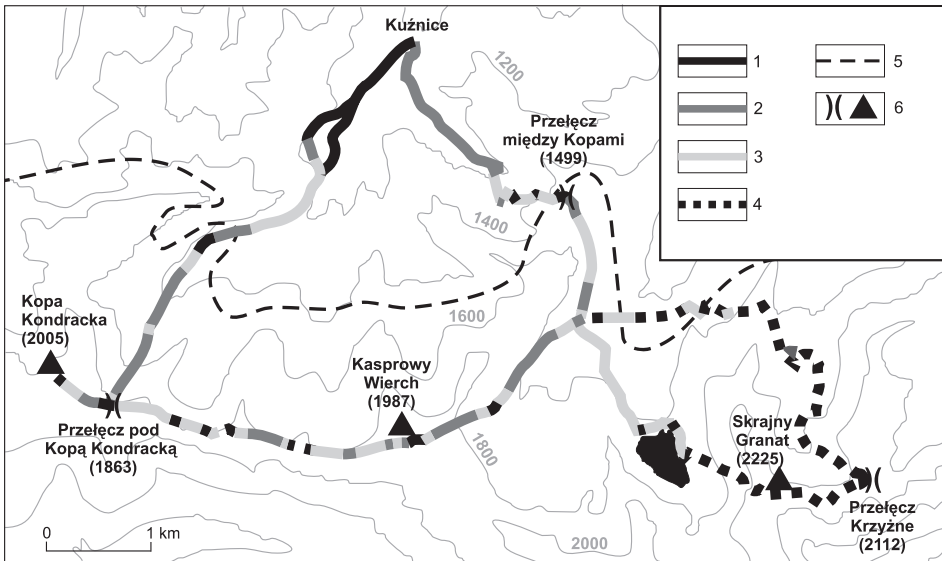 Kuźnice
1200
Przełęcz
między Kopami
(1499)
1400
1
2
3
4
5
6
Kopa
Kondracka
(2005)
1600
Kasprowy
Wierch
(1987)
Przełęcz pod
Kopą Kondracką
(1863)
1800
Skrajny
Granat
(2225)
Przełęcz
Krzyżne
(2112)
2000
0 1 km